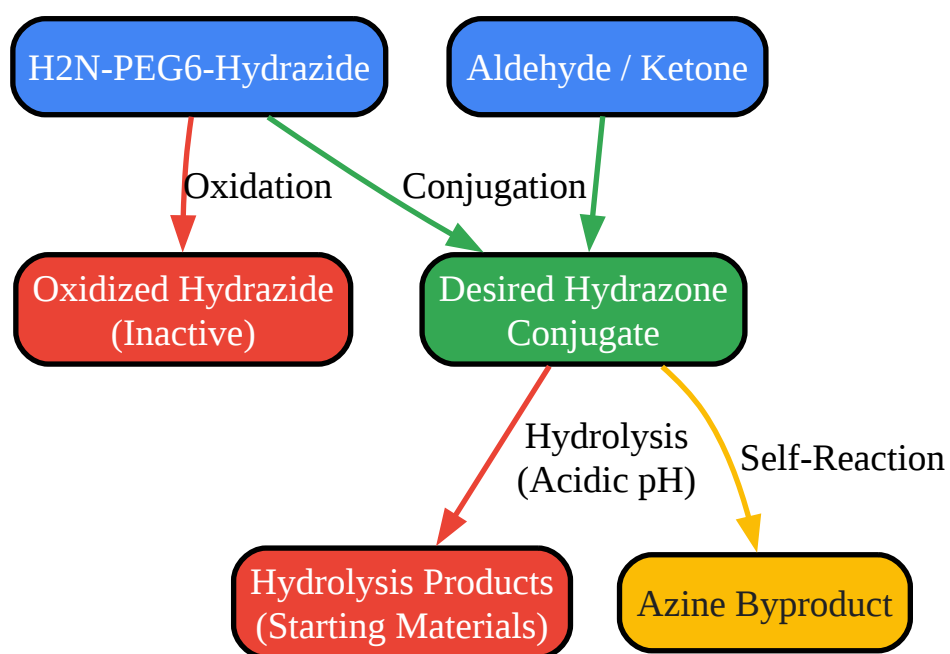 H2N-PEG6-Hydrazide
Aldehyde / Ketone
Oxidation
Conjugation
Oxidized Hydrazide
(Inactive)
Desired Hydrazone
Conjugate
Hydrolysis
(Acidic pH)
Self-Reaction
Hydrolysis Products
(Starting Materials)
Azine Byproduct